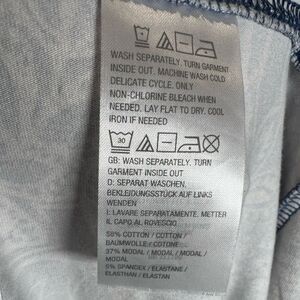 WASH SEPARATELY. TURN GARMENT
INSIDE OUT. MACHINE WASH COLD
DELICATE CYCLE. ONLY
NON-CHLORINE BLEACH WHEN
NEEDED. LAY FLAT TO DRY. COOL
IRON IF NEEDED
30
GB: WASH SEPARATELY. TURN
GARMENT INSIDE OUT
D: SEPARAT WASCHEN.
BEKLEIDUNGSSTÜCK AUF LINKS
WENDEN
I: LAVARE SEPARATAMENTE. METTER
IL CAPO AL ROVESCIO
58% COTTON / COTTON /
BAUMWOLLE / COTONE
37% MODAL / MODAL / MODAL /
MODAL
5% SPANDEX / ELASTANE /
ELASTHAN / ELASTAN